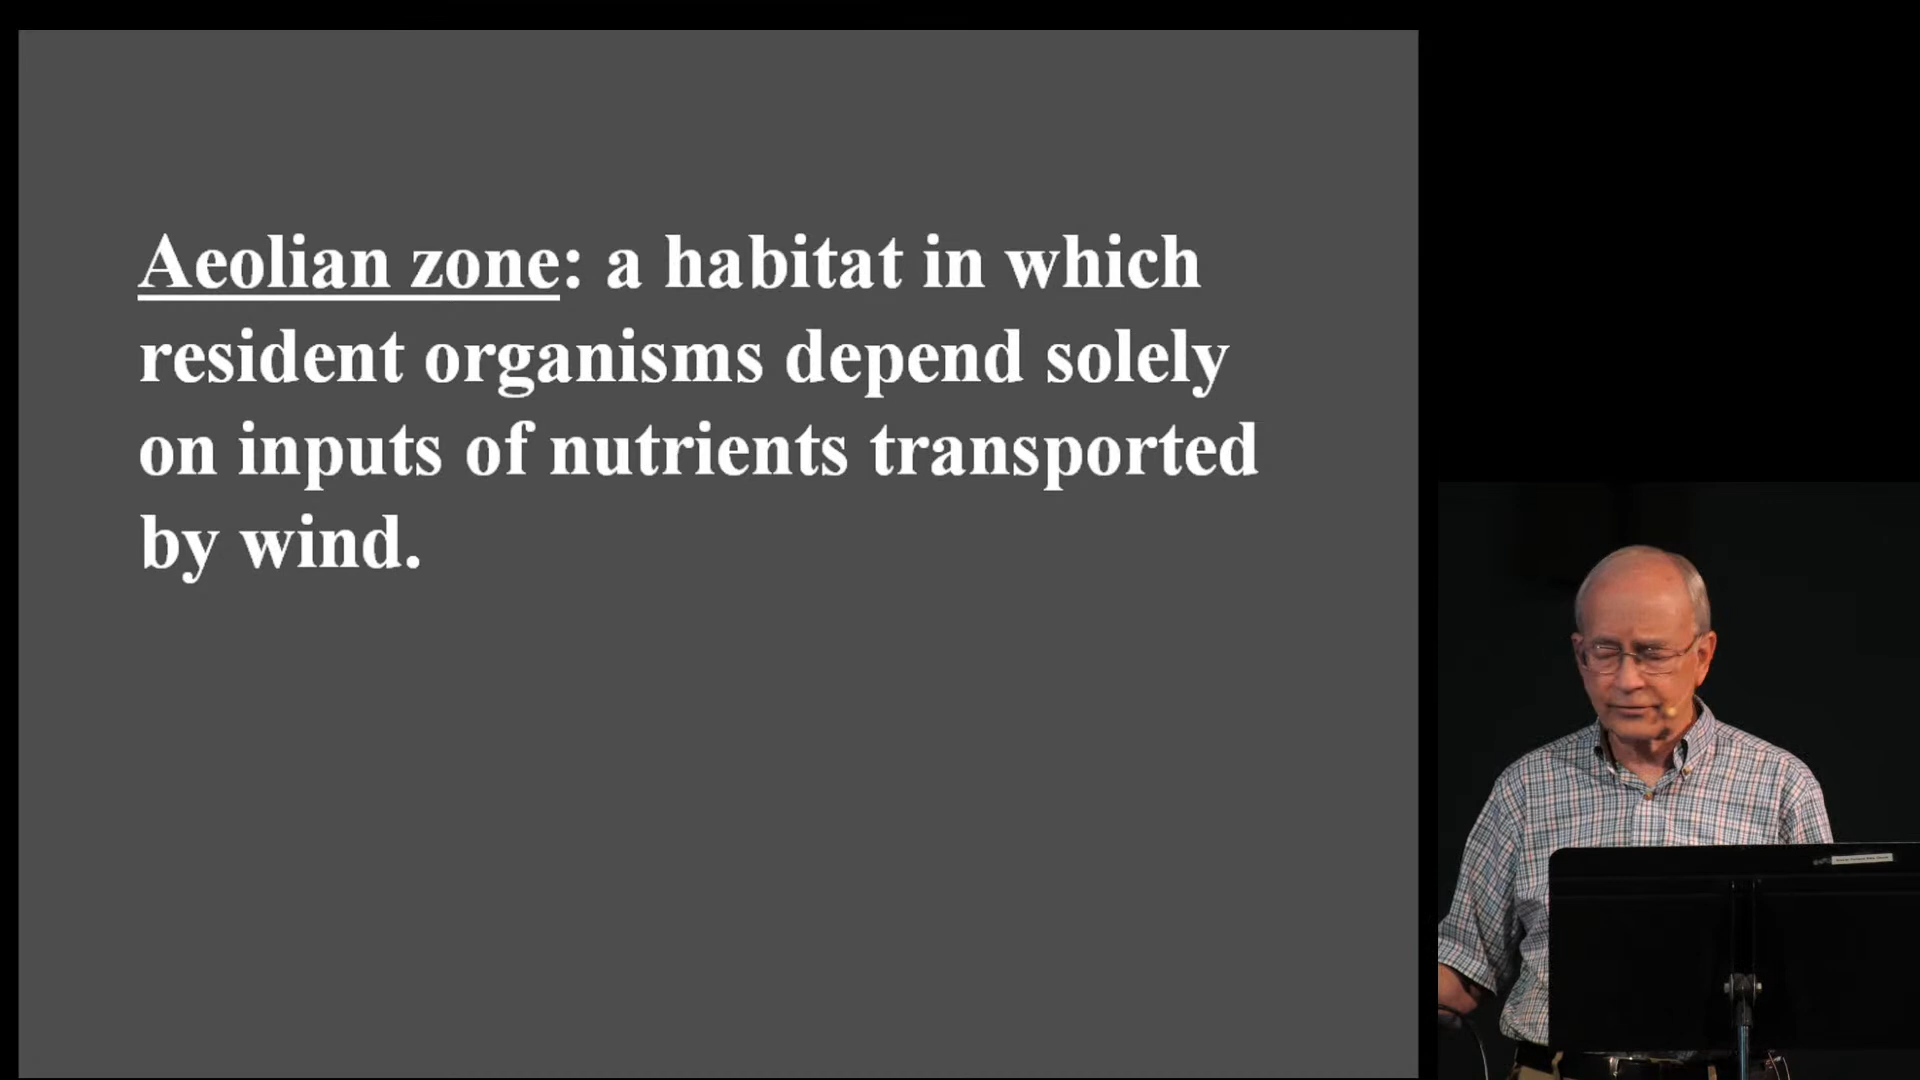 Aeolian zone: a habitat in which
resident organisms depend solely
on inputs of nutrients transported
by wind.